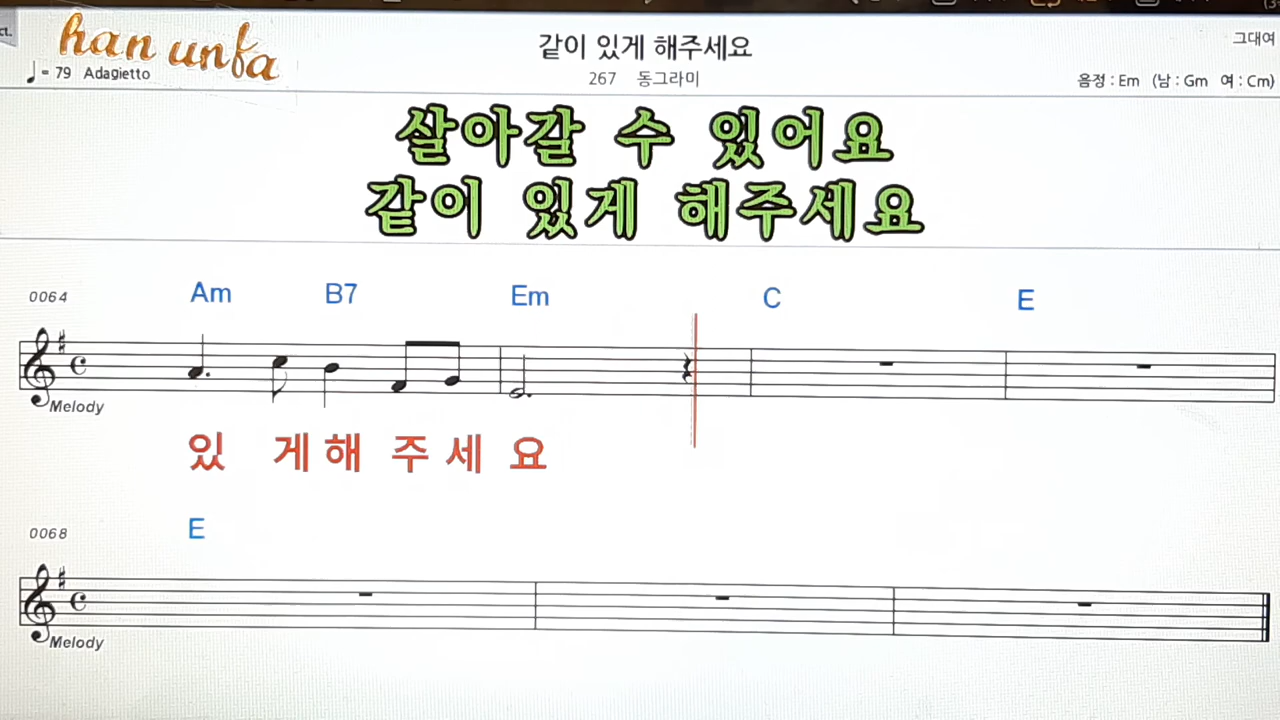 ct.
han unfa
같이 있게 해주세요
그대여
♩= 79 Adagietto
267 동그라미
음정 : Em (남 : Gm 여 : Cm)
살아갈 수 있어요
같이 있게 해주세요
0064 Am B7 Em C E
Melody
있 게 해 주 세 요
0068 E
Melody